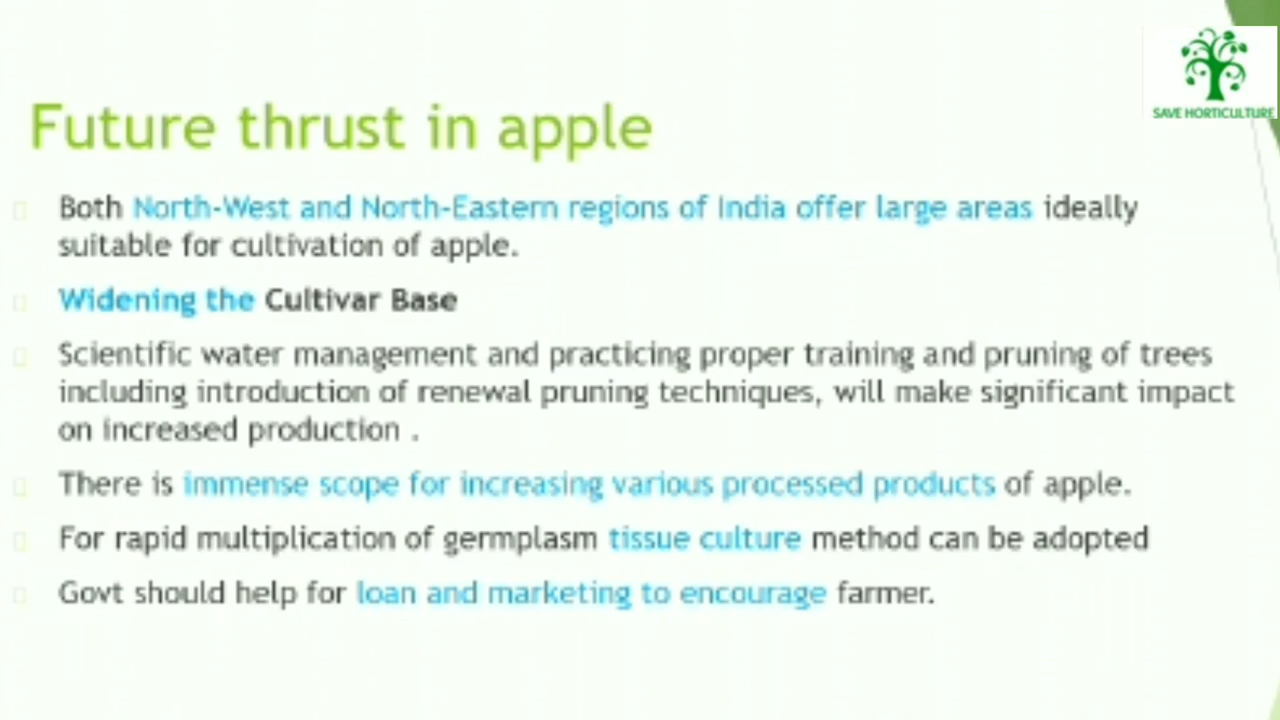 SAVE HORTICULTURE
Future thrust in apple
Both North-West and North-Eastern regions of India offer large areas ideally
suitable for cultivation of apple.
Widening the Cultivar Base
Scientific water management and practicing proper training and pruning of trees
including introduction of renewal pruning techniques, will make significant impact
on increased production .
There is immense scope for increasing various processed products of apple.
For rapid multiplication of germplasm tissue culture method can be adopted
Govt should help for loan and marketing to encourage farmer.